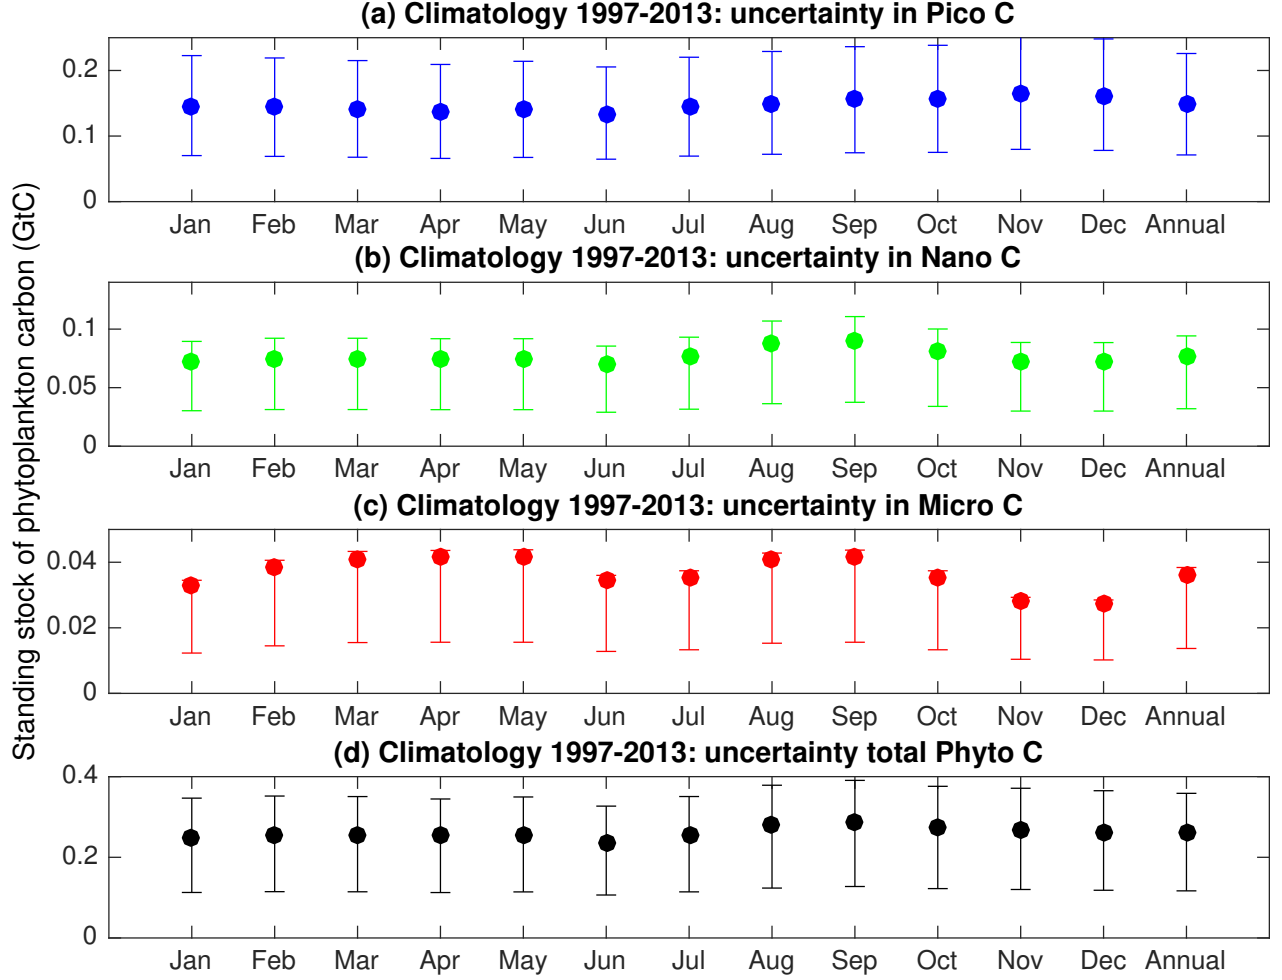 (a) Climatology 1997-2013: uncertainty in Pico C
0.2
0.1
0
Jan Feb Mar Apr May Jun Jul Aug Sep Oct Nov Dec Annual
(b) Climatology 1997-2013: uncertainty in Nano C
0.1
0.05
0
Jan Feb Mar Apr May Jun Jul Aug Sep Oct Nov Dec Annual
(c) Climatology 1997-2013: uncertainty in Micro C
0.04
0.02
0
Jan Feb Mar Apr May Jun Jul Aug Sep Oct Nov Dec Annual
(d) Climatology 1997-2013: uncertainty total Phyto C
0.4
0.2
0
Jan Feb Mar Apr May Jun Jul Aug Sep Oct Nov Dec Annual
Standing stock of phytoplankton carbon (GtC)